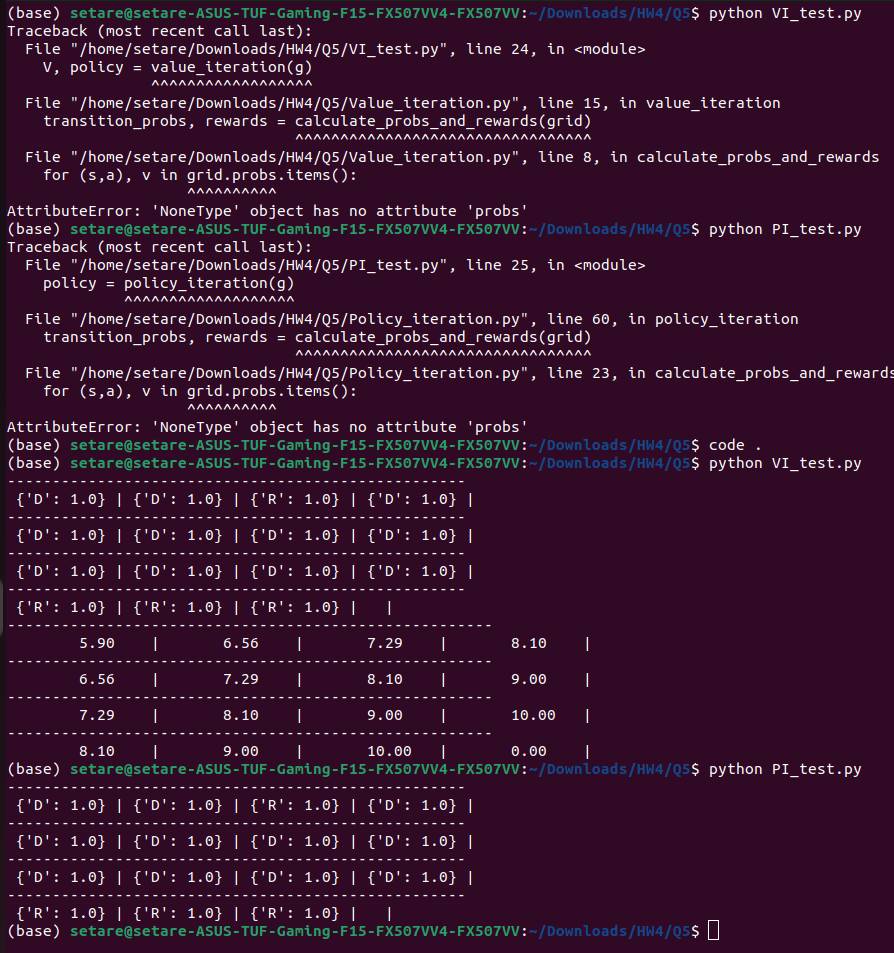 (base) setare@setare-ASUS-TUF-Gaming-F15-FX507VV4-FX507VV:~/Downloads/HW4/Q5$ python VI_test.py
Traceback (most recent call last):
  File "/home/setare/Downloads/HW4/Q5/VI_test.py", line 24, in <module>
    V, policy = value_iteration(g)
                ^^^^^^^^^^^^^^^^^^
  File "/home/setare/Downloads/HW4/Q5/Value_iteration.py", line 15, in value_iteration
    transition_probs, rewards = calculate_probs_and_rewards(grid)
                                ^^^^^^^^^^^^^^^^^^^^^^^^^^^^^^^^^
  File "/home/setare/Downloads/HW4/Q5/Value_iteration.py", line 8, in calculate_probs_and_rewards
    for (s,a), v in grid.probs.items():
                    ^^^^^^^^^^
AttributeError: 'NoneType' object has no attribute 'probs'
(base) setare@setare-ASUS-TUF-Gaming-F15-FX507VV4-FX507VV:~/Downloads/HW4/Q5$ python PI_test.py
Traceback (most recent call last):
  File "/home/setare/Downloads/HW4/Q5/PI_test.py", line 25, in <module>
    policy = policy_iteration(g)
             ^^^^^^^^^^^^^^^^^^^
  File "/home/setare/Downloads/HW4/Q5/Policy_iteration.py", line 60, in policy_iteration
    transition_probs, rewards = calculate_probs_and_rewards(grid)
                                ^^^^^^^^^^^^^^^^^^^^^^^^^^^^^^^^^
  File "/home/setare/Downloads/HW4/Q5/Policy_iteration.py", line 23, in calculate_probs_and_rewards
    for (s,a), v in grid.probs.items():
                    ^^^^^^^^^^
AttributeError: 'NoneType' object has no attribute 'probs'
(base) setare@setare-ASUS-TUF-Gaming-F15-FX507VV4-FX507VV:~/Downloads/HW4/Q5$ code .
(base) setare@setare-ASUS-TUF-Gaming-F15-FX507VV4-FX507VV:~/Downloads/HW4/Q5$ python VI_test.py
---------------------------------------------------
 {'D': 1.0} | {'D': 1.0} | {'R': 1.0} | {'D': 1.0} |
---------------------------------------------------
 {'D': 1.0} | {'D': 1.0} | {'D': 1.0} | {'D': 1.0} |
---------------------------------------------------
 {'D': 1.0} | {'D': 1.0} | {'D': 1.0} | {'D': 1.0} |
---------------------------------------------------
 {'R': 1.0} | {'R': 1.0} | {'R': 1.0} |   |
------------------------------------------------------
        5.90    |       6.56    |       7.29    |       8.10     |
------------------------------------------------------
        6.56    |       7.29    |       8.10    |       9.00     |
------------------------------------------------------
        7.29    |       8.10    |       9.00    |       10.00    |
------------------------------------------------------
        8.10    |       9.00    |       10.00   |       0.00     |
(base) setare@setare-ASUS-TUF-Gaming-F15-FX507VV4-FX507VV:~/Downloads/HW4/Q5$ python PI_test.py
---------------------------------------------------
 {'D': 1.0} | {'D': 1.0} | {'R': 1.0} | {'D': 1.0} |
---------------------------------------------------
 {'D': 1.0} | {'D': 1.0} | {'D': 1.0} | {'D': 1.0} |
---------------------------------------------------
 {'D': 1.0} | {'D': 1.0} | {'D': 1.0} | {'D': 1.0} |
---------------------------------------------------
 {'R': 1.0} | {'R': 1.0} | {'R': 1.0} |   |
(base) setare@setare-ASUS-TUF-Gaming-F15-FX507VV4-FX507VV:~/Downloads/HW4/Q5$